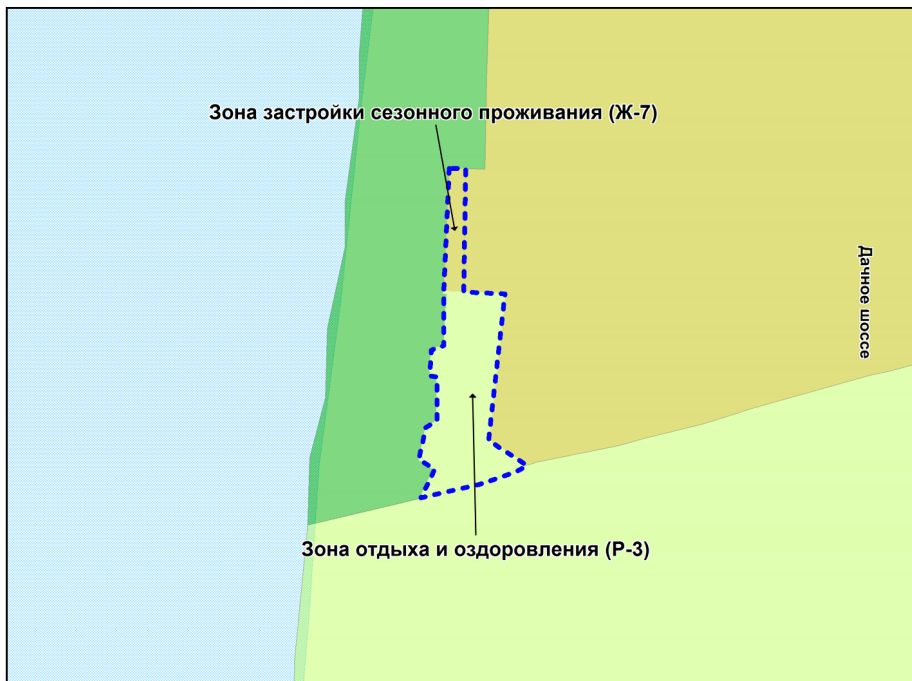 Зона застройки сезонного проживания (Ж-7)
Дачное шоссе
Зона отдыха и оздоровления (Р-3)